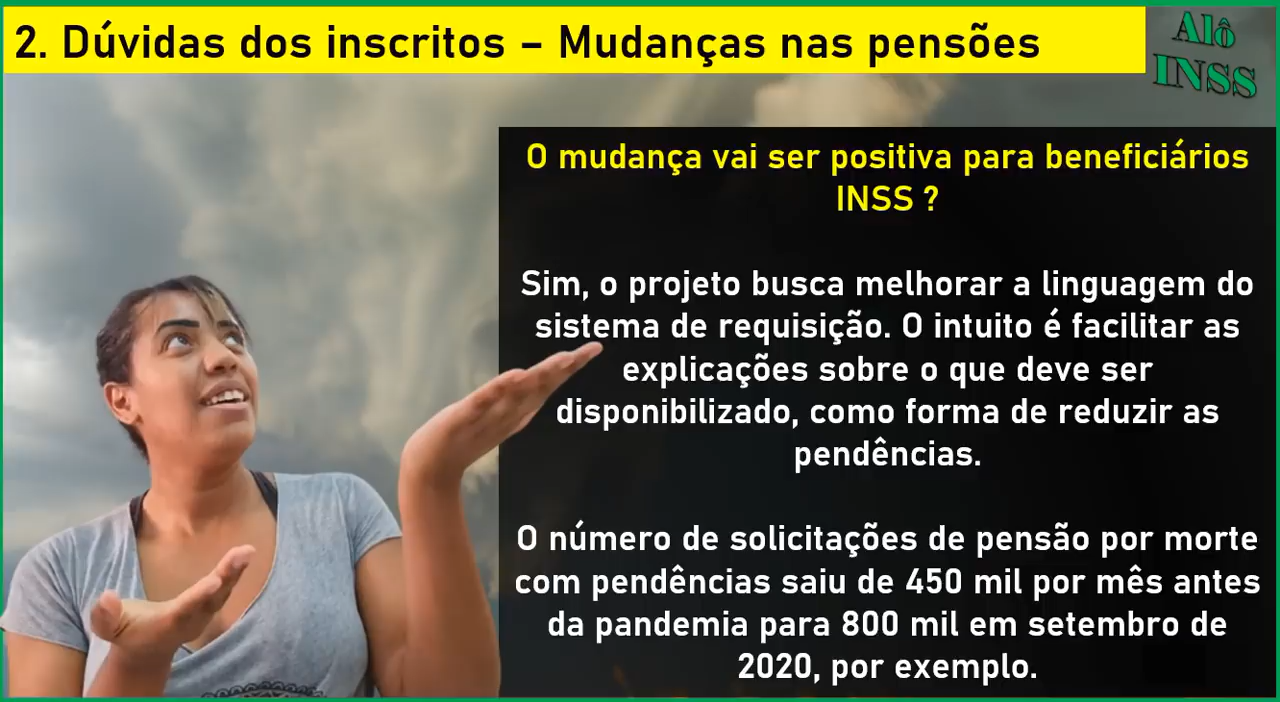 2. Dúvidas dos inscritos – Mudanças nas pensões
Alô
INSS
O mudança vai ser positiva para beneficiários
INSS ?
Sim, o projeto busca melhorar a linguagem do
sistema de requisição. O intuito é facilitar as
explicações sobre o que deve ser
disponibilizado, como forma de reduzir as
pendências.
O número de solicitações de pensão por morte
com pendências saiu de 450 mil por mês antes
da pandemia para 800 mil em setembro de
2020, por exemplo.